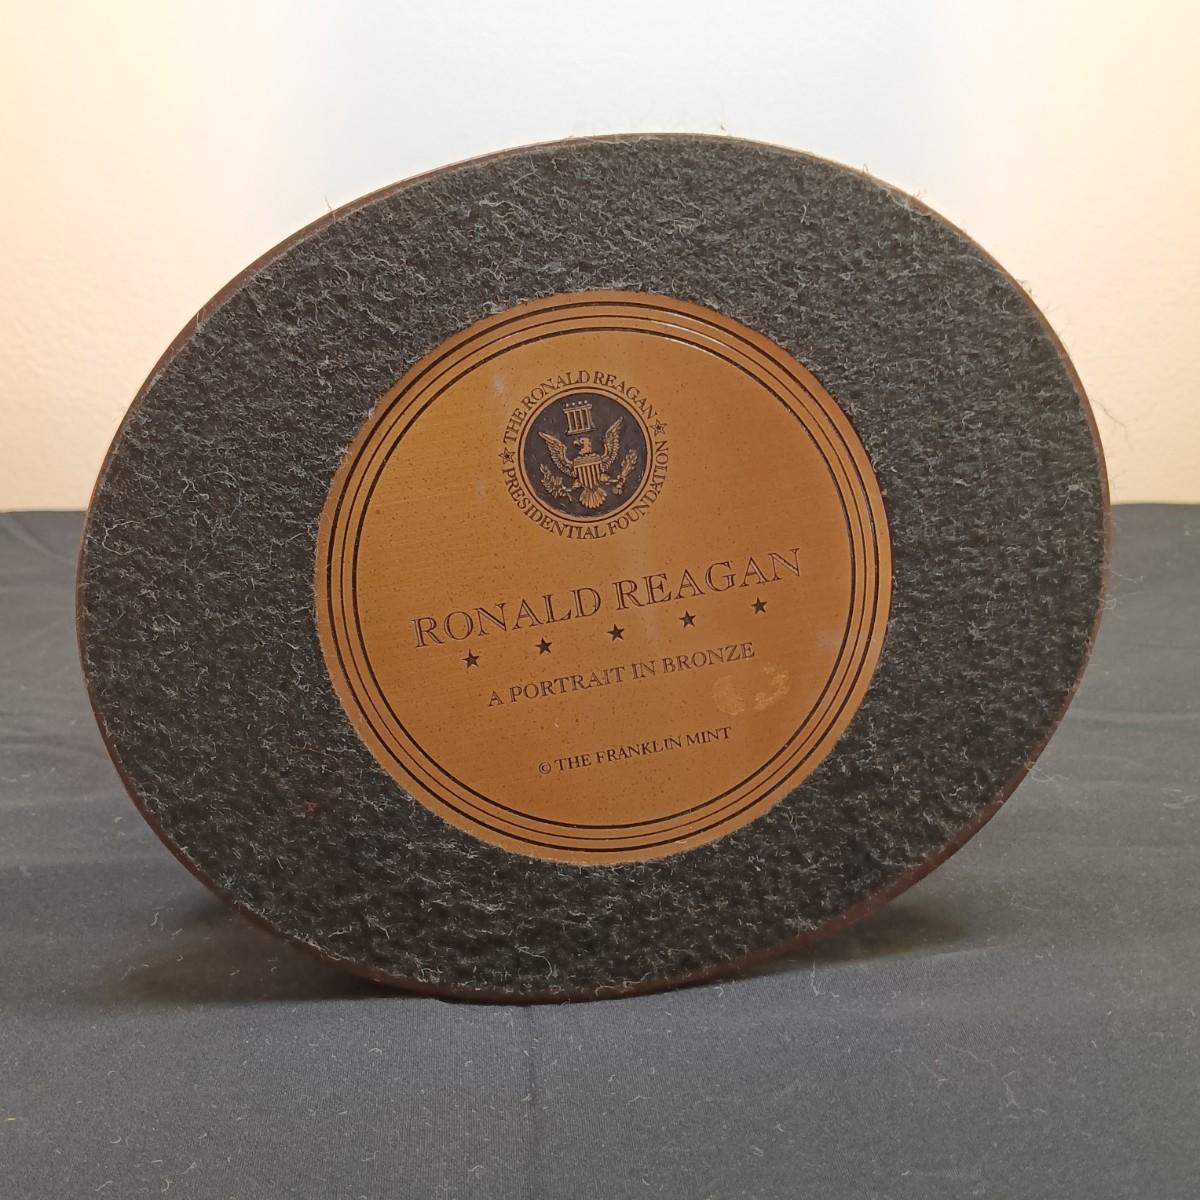 ★ THE RONALD REAGAN ★
PRESIDENTIAL FOUNDATION
RONALD REAGAN
★ ★ ★ ★ ★
A PORTRAIT IN BRONZE
© THE FRANKLIN MINT